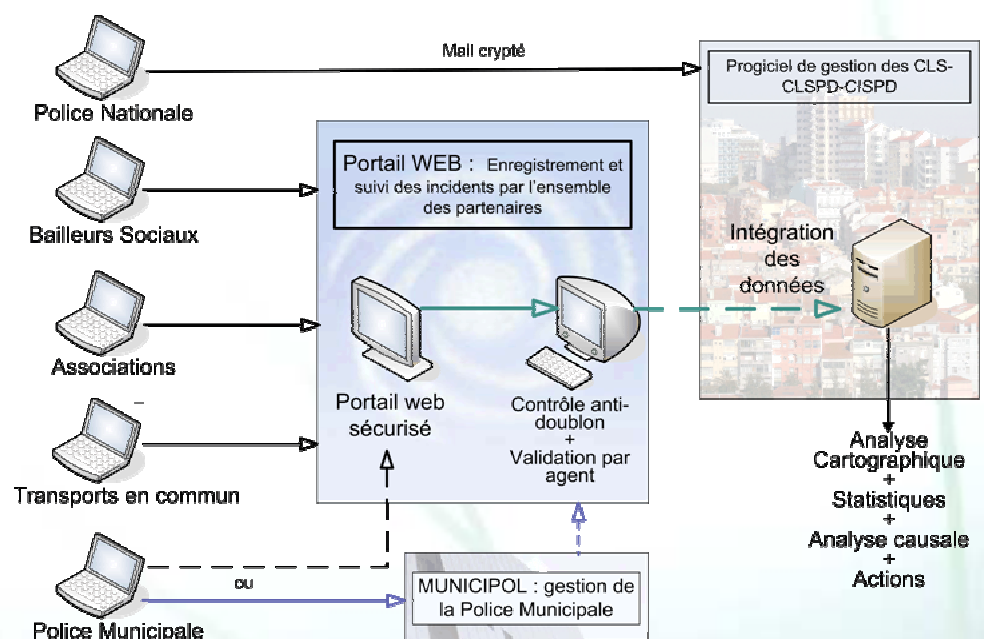 Mail crypté
Police Nationale
Progiciel de gestion des CLS-
CLSPD-CISPD
Portail WEB : Enregistrement et
suivi des incidents par l'ensemble
des partenaires
Bailleurs Sociaux
Intégration
des
données
Associations
Portail web
sécurisé
Contrôle anti-
doublon
+
Validation par
agent
Transports en commun
Analyse
Cartographique
+
Statistiques
+
Analyse causale
+
Actions
ou
MUNICIPOL : gestion de
la Police Municipale
Police Municipale